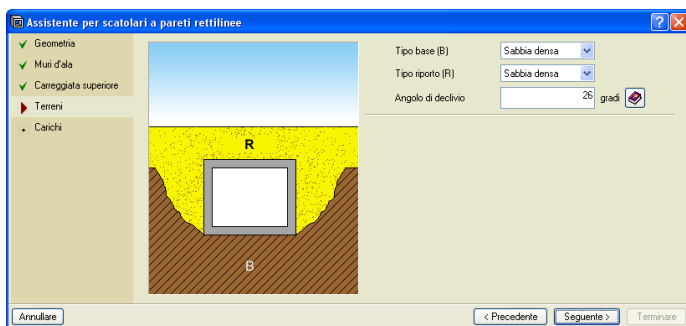 Assistente per scatolari a pareti rettilinee
Geometria
Muri d'ala
Carreggiata superiore
Terreni
Carichi
R
B
Tipo base (B) Sabbia densa
Tipo riporto (R) Sabbia densa
Angolo di declivio 26 gradi
Annullare < Precedente Seguente > Terminare